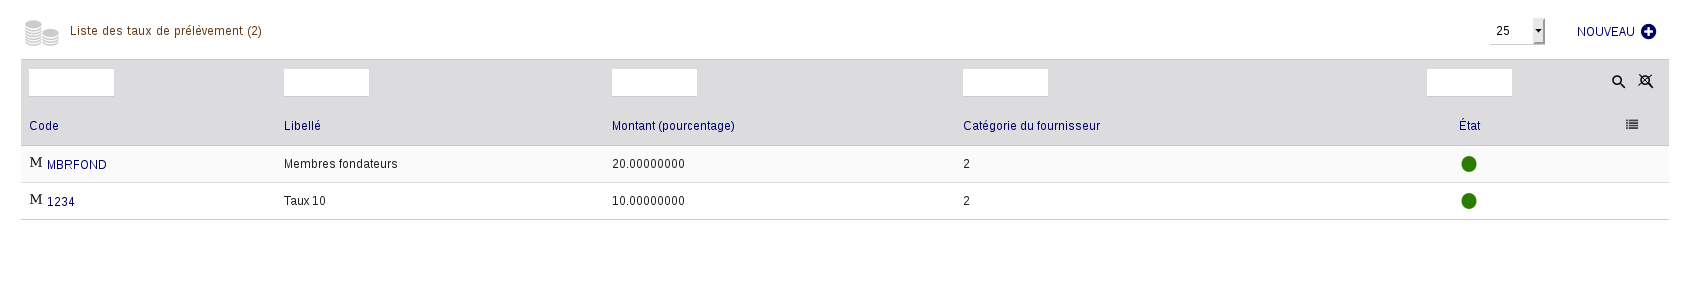 Liste des taux de prélèvement (2) 25 NOUVEAU
Code Libellé Montant (pourcentage) Catégorie du fournisseur État
M MBRFOND Membres fondateurs 20.00000000 2
M 1234 Taux 10 10.00000000 2